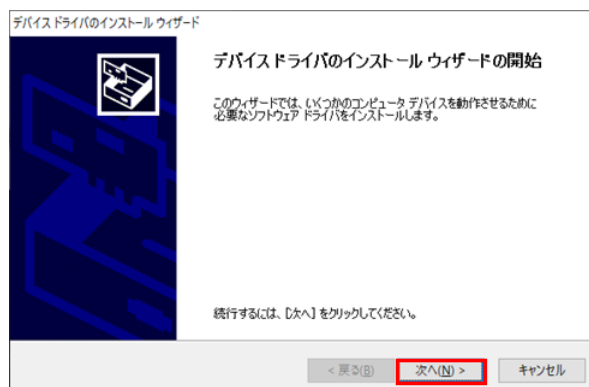 デバイス ドライバのインストール ウィザード
デバイス ドライバのインストール ウィザードの開始
このウィザードでは、いくつかのコンピュータ デバイスを動作させるために
必要なソフトウェア ドライバをインストールします。
続行するには、[次へ] をクリックしてください。
< 戻る(B) 次へ(N) > キャンセル